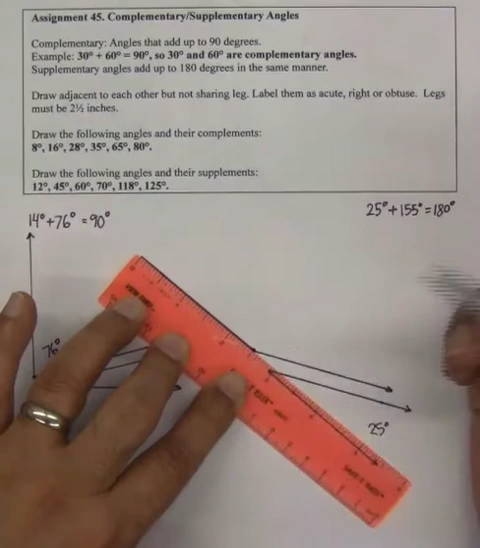 Assignment 45. Complementary/Supplementary Angles
Complementary: Angles that add up to 90 degrees.
Example: 30° + 60° = 90°, so 30° and 60° are complementary angles.
Supplementary angles add up to 180 degrees in the same manner.
Draw adjacent to each other but not sharing leg. Label them as acute, right or obtuse. Legs
must be 2½ inches.
Draw the following angles and their complements:
8°, 16°, 28°, 35°, 65°, 80°.
Draw the following angles and their supplements:
12°, 45°, 60°, 70°, 118°, 125°.
14°+76° = 90°
25°+155°=180°
76°
25°